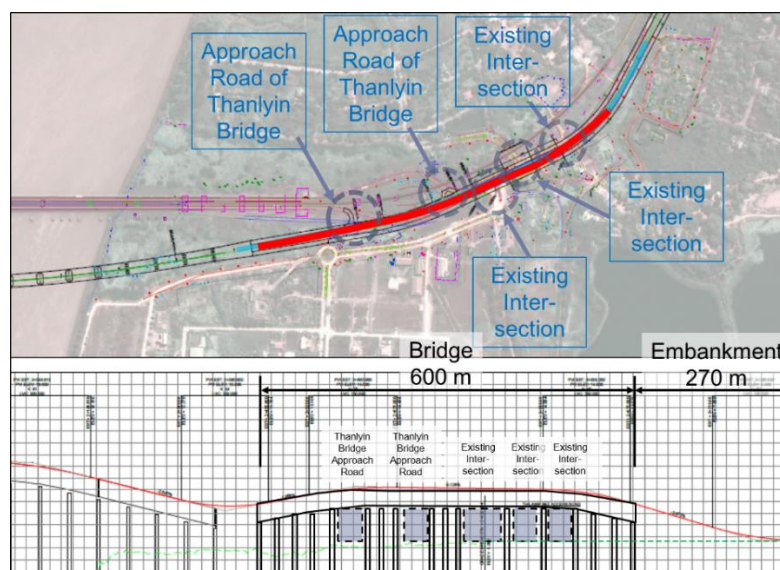 Approach
Road of
Thanlyin
Bridge
Approach
Road of
Thanlyin
Bridge
Existing
Inter-
section
Existing
Inter-
section
Existing
Inter-
section
Bridge
600 m
Embankment
270 m
Thanlyin
Bridge
Approach
Road
Thanlyin
Bridge
Approach
Road
Existing
Inter-
section
Existing
Inter-
section
Existing
Inter-
section